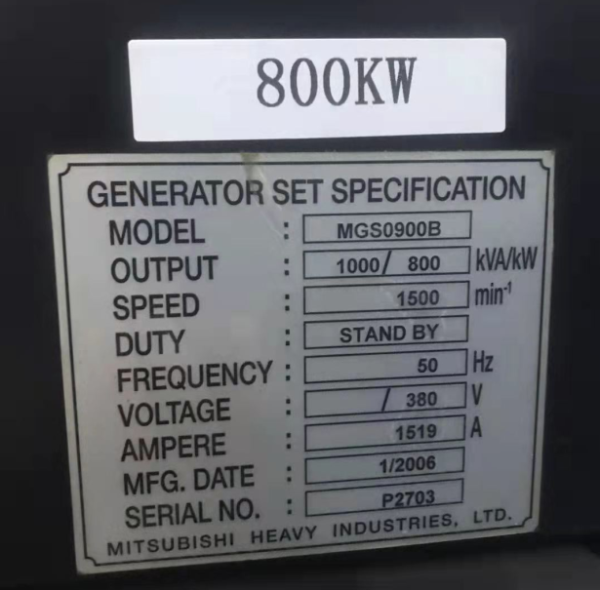 800KW
GENERATOR SET SPECIFICATION
MODEL : MGS0900B
OUTPUT : 1000/ 800 kVA/kW
SPEED : 1500 min⁻¹
DUTY : STAND BY
FREQUENCY : 50 Hz
VOLTAGE : / 380 V
AMPERE : 1519 A
MFG. DATE : 1/2006
SERIAL NO. : P2703
MITSUBISHI HEAVY INDUSTRIES, LTD.